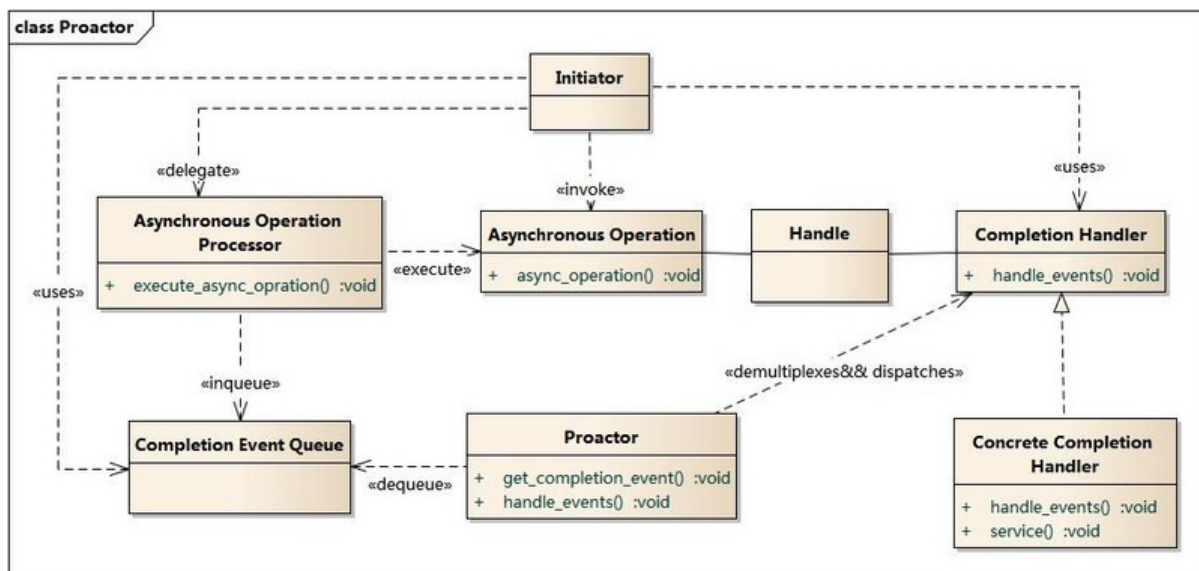 class Proactor
Initiator
«delegate»
«invoke»
«uses»
Asynchronous Operation
Processor
+ execute_async_opration() :void
«execute»
Asynchronous Operation
+ async_operation() :void
Handle
Completion Handler
+ handle_events() :void
«uses»
«inqueue»
«demultiplexes&& dispatches»
Completion Event Queue
«dequeue»
Proactor
+ get_completion_event() :void
+ handle_events() :void
Concrete Completion
Handler
+ handle_events() :void
+ service() :void